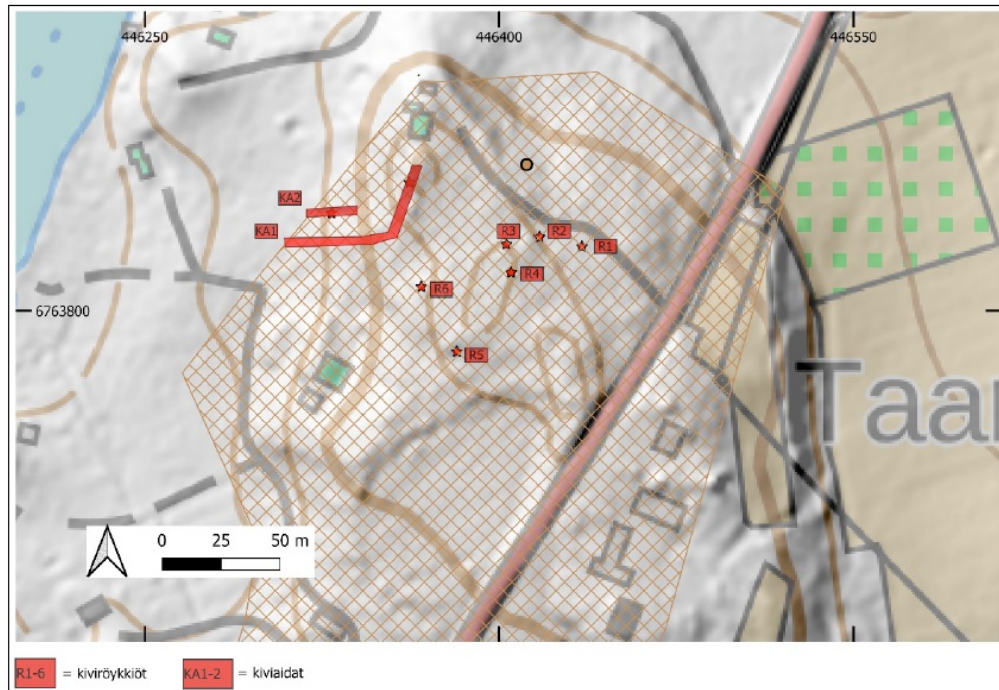 446250 446400 446550
KA2
KA1
R3 R2 R1
R4
R6
6763800
R5
Taar
0 25 50 m
R1-6 = kiviröykkiöt KA1-2 = kiviaidat